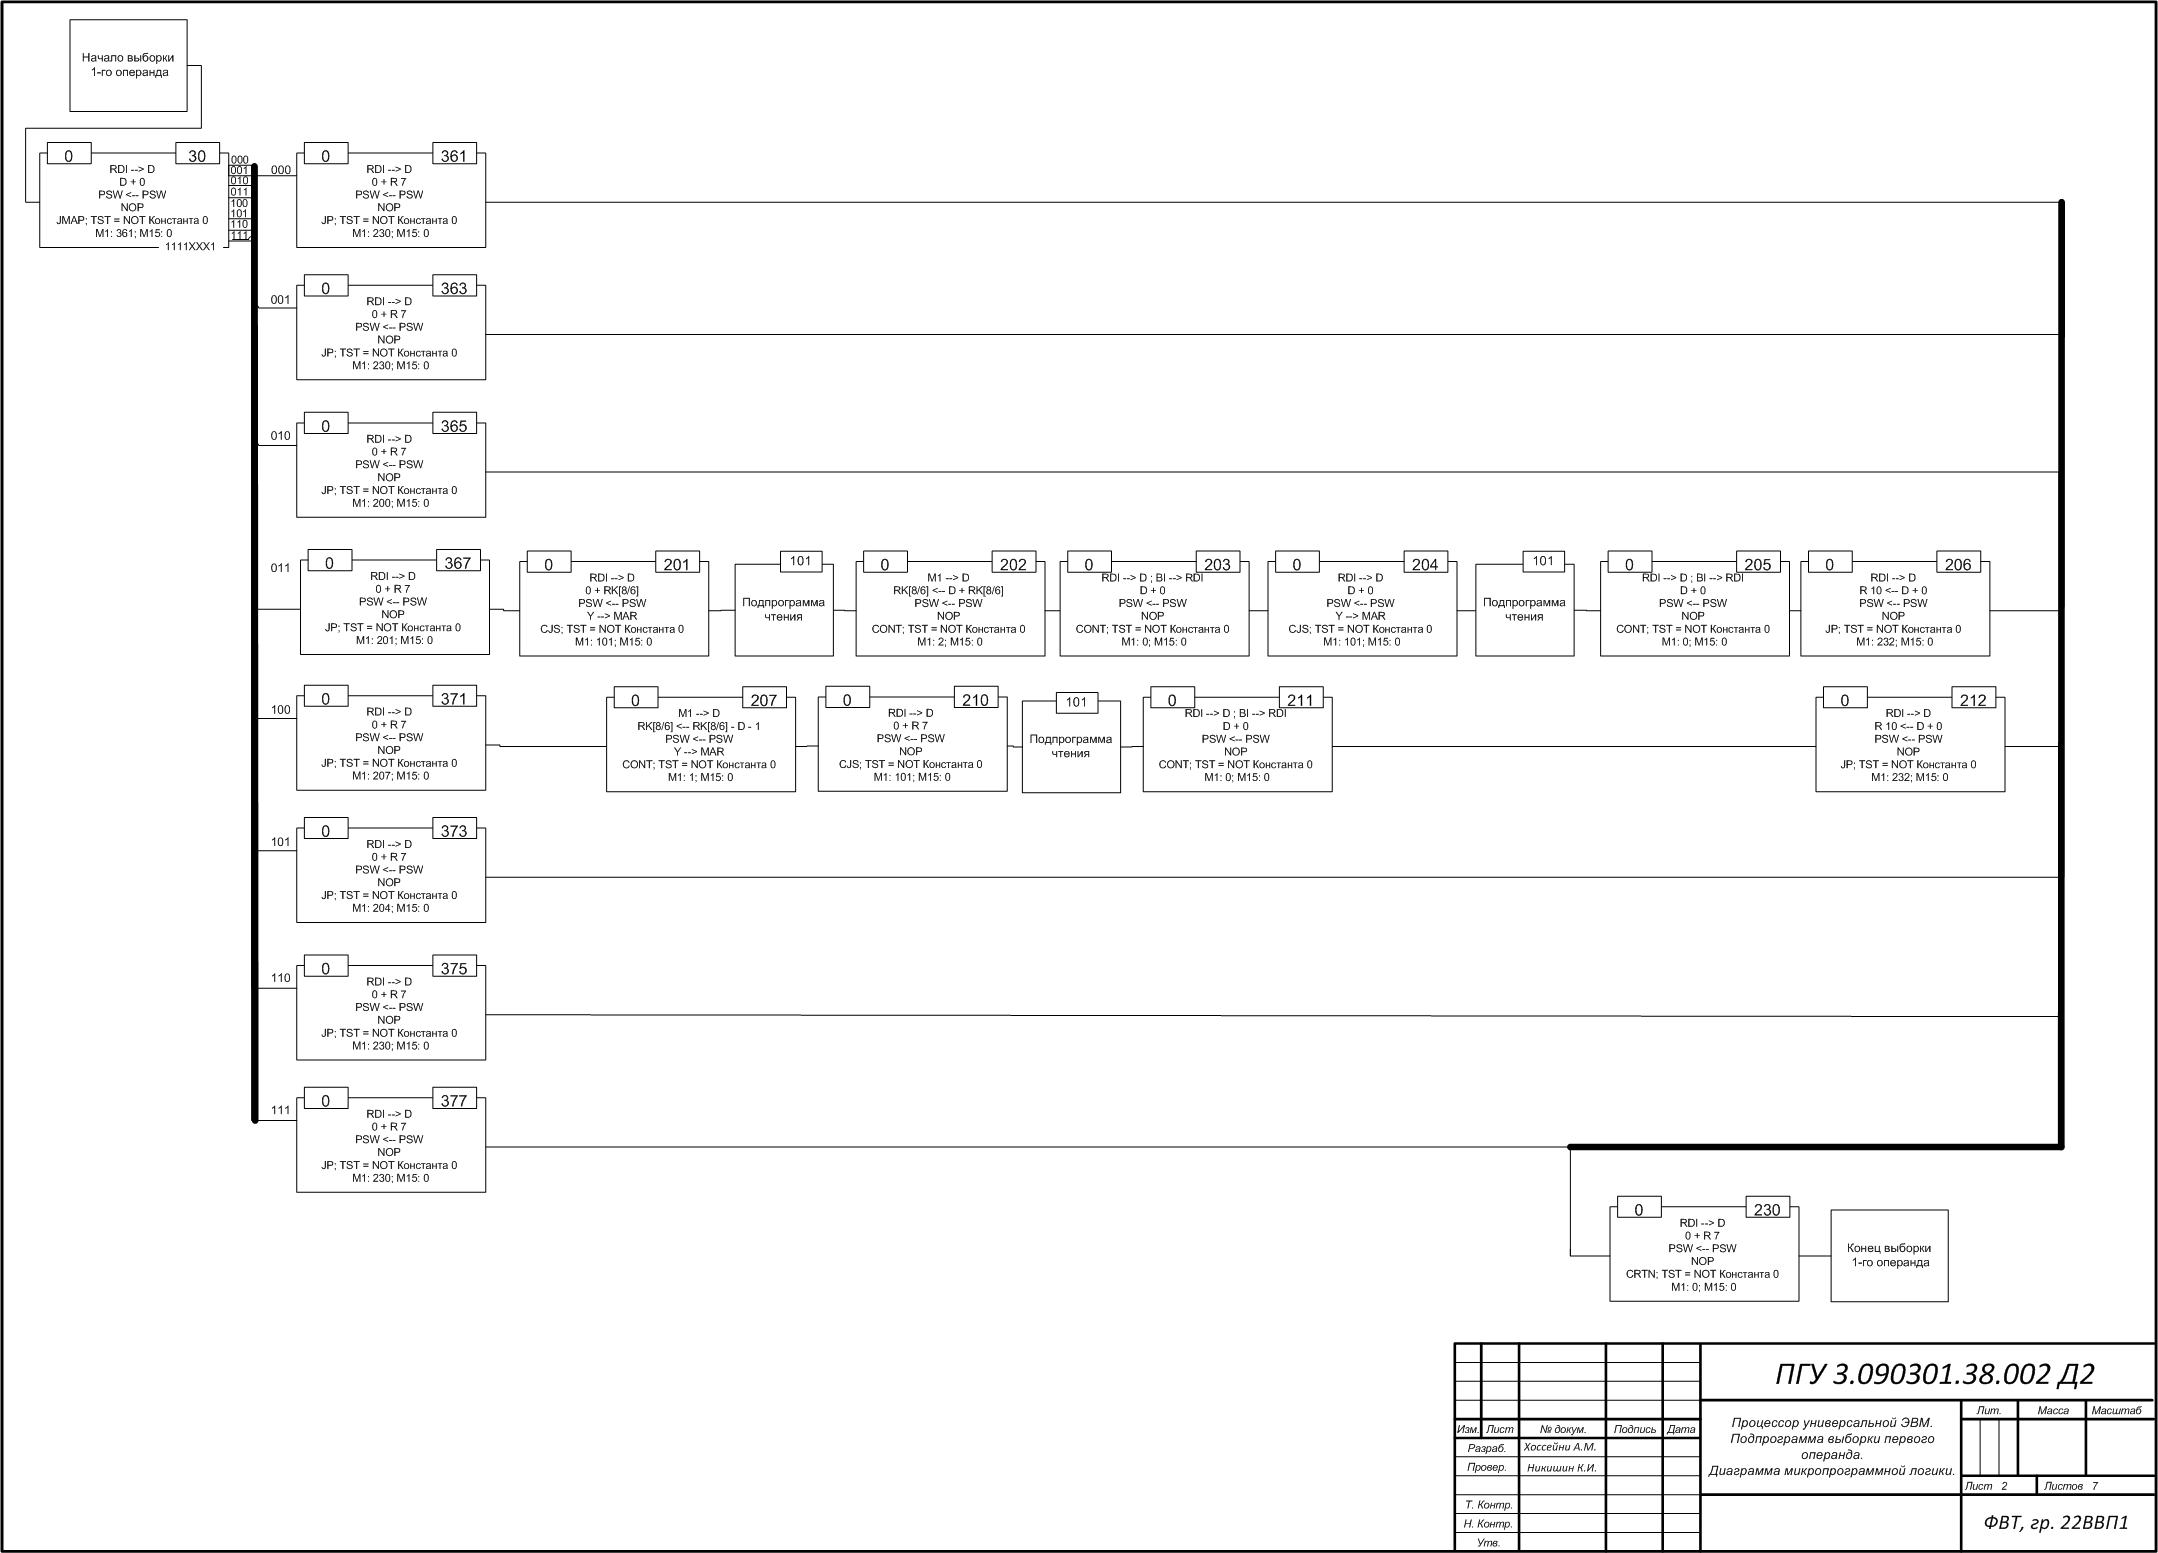 Начало выборки
1-го операнда
0 30
RDI --> D
D + 0
PSW <-- PSW
NOP
JMAP; TST = NOT Константа 0
M1: 361; M15: 0
1111XXX1
000
001
010
011
100
101
110
111
000
0 361
RDI --> D
0 + R 7
PSW <-- PSW
NOP
JP; TST = NOT Константа 0
M1: 230; M15: 0
001
0 363
RDI --> D
0 + R 7
PSW <-- PSW
NOP
JP; TST = NOT Константа 0
M1: 230; M15: 0
010
0 365
RDI --> D
0 + R 7
PSW <-- PSW
NOP
JP; TST = NOT Константа 0
M1: 200; M15: 0
011
0 367
RDI --> D
0 + R 7
PSW <-- PSW
NOP
JP; TST = NOT Константа 0
M1: 201; M15: 0
0 201
RDI --> D
0 + RK[8/6]
PSW <-- PSW
Y --> MAR
CJS; TST = NOT Константа 0
M1: 101; M15: 0
101
Подпрограмма
чтения
0 202
M1 --> D
RK[8/6] <-- D + RK[8/6]
PSW <-- PSW
NOP
CONT; TST = NOT Константа 0
M1: 2; M15: 0
0 203
RDI --> D ; BI --> RDI
D + 0
PSW <-- PSW
NOP
CONT; TST = NOT Константа 0
M1: 0; M15: 0
0 204
RDI --> D
D + 0
PSW <-- PSW
Y --> MAR
CJS; TST = NOT Константа 0
M1: 101; M15: 0
101
Подпрограмма
чтения
0 205
RDI --> D ; BI --> RDI
D + 0
PSW <-- PSW
NOP
CONT; TST = NOT Константа 0
M1: 0; M15: 0
0 206
RDI --> D
R 10 <-- D + 0
PSW <-- PSW
NOP
JP; TST = NOT Константа 0
M1: 232; M15: 0
100
0 371
RDI --> D
0 + R 7
PSW <-- PSW
NOP
JP; TST = NOT Константа 0
M1: 207; M15: 0
0 207
M1 --> D
RK[8/6] <-- RK[8/6] - D - 1
PSW <-- PSW
Y --> MAR
CONT; TST = NOT Константа 0
M1: 1; M15: 0
0 210
RDI --> D
0 + R 7
PSW <-- PSW
NOP
CJS; TST = NOT Константа 0
M1: 101; M15: 0
101
Подпрограмма
чтения
0 211
RDI --> D ; BI --> RDI
D + 0
PSW <-- PSW
NOP
CONT; TST = NOT Константа 0
M1: 0; M15: 0
0 212
RDI --> D
R 10 <-- D + 0
PSW <-- PSW
NOP
JP; TST = NOT Константа 0
M1: 232; M15: 0
101
0 373
RDI --> D
0 + R 7
PSW <-- PSW
NOP
JP; TST = NOT Константа 0
M1: 204; M15: 0
110
0 375
RDI --> D
0 + R 7
PSW <-- PSW
NOP
JP; TST = NOT Константа 0
M1: 230; M15: 0
111
0 377
RDI --> D
0 + R 7
PSW <-- PSW
NOP
JP; TST = NOT Константа 0
M1: 230; M15: 0
0 230
RDI --> D
0 + R 7
PSW <-- PSW
NOP
CRTN; TST = NOT Константа 0
M1: 0; M15: 0
Конец выборки
1-го операнда
ПГУ 3.090301.38.002 Д2
Изм. Лист № докум. Подпись Дата
Разраб. Хоссейни А.М.
Провер. Никишин К.И.
Т. Контр.
Н. Контр.
Утв.
Процессор универсальной ЭВМ.
Подпрограмма выборки первого
операнда.
Диаграмма микропрограммной логики.
Лит. Масса Масштаб
Лист 2 Листов 7
ФВТ, гр. 22ВВП1